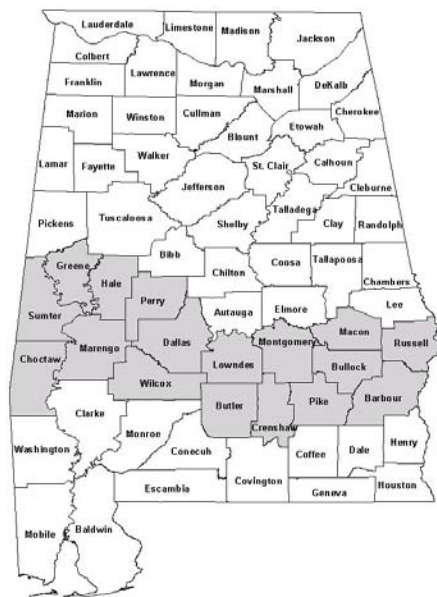 Lauderdale
Limestone
Madison
Jackson
Colbert
Lawrence
Franklin
Morgan
Marshall
DeKalb
Cherokee
Marion
Winston
Cullman
Blount
Etowah
Lamar
Fayette
Walker
St. Clair
Calhoun
Jefferson
Cleburne
Pickens
Tuscaloosa
Shelby
Talladega
Clay
Randolph
Bibb
Greene
Hale
Chilton
Coosa
Tallapoosa
Chambers
Perry
Sumter
Autauga
Elmore
Lee
Dallas
Macon
Montgomery
Russell
Choctaw
Marengo
Lowndes
Bullock
Wilcox
Butler
Pike
Barbour
Clarke
Crenshaw
Washington
Monroe
Conecuh
Coffee
Dale
Henry
Escambia
Covington
Geneva
Houston
Mobile
Baldwin